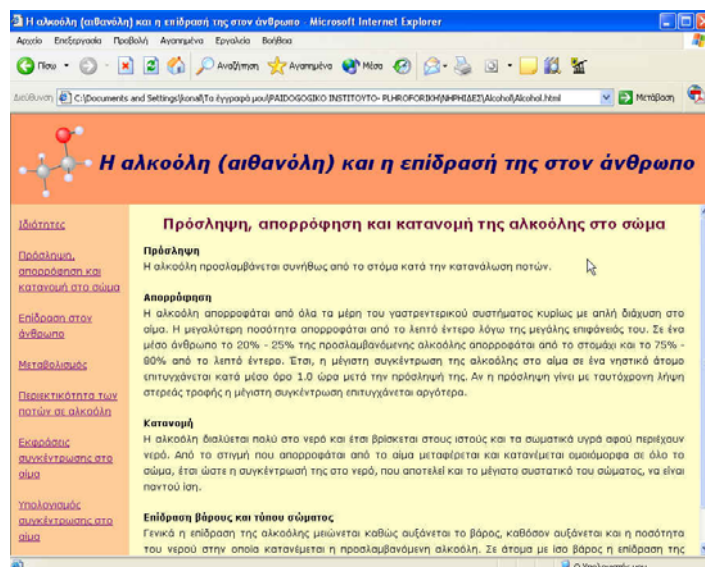 Η αλκοόλη (αιθανόλη) και η επίδρασή της στον άνθρωπο - Microsoft Internet Explorer
Αρχείο Επεξεργασία Προβολή Αγαπημένα Εργαλεία Βοήθεια
Πίσω Αναζήτηση Αγαπημένα Μέσα
Διεύθυνση C:\Documents and Settings\konal\Τα έγγραφά μου\PAIDOGOGIKO INSTITOYTO- PLHROFORIKH\ΨΗΦΙΔΕΣ\Alcohol\Alcohol.html Μετάβαση
Η αλκοόλη (αιθανόλη) και η επίδρασή της στον άνθρωπο
Ιδιότητες
Πρόσληψη,
απορρόφηση και
κατανομή στο σώμα
Επίδραση στον
άνθρωπο
Μεταβολισμός
Περιεκτικότητα των
ποτών σε αλκοόλη
Εκφράσεις
συγκέντρωσης στο
αίμα
Υπολογισμός
συγκέντρωσης στο
αίμα
Πρόσληψη, απορρόφηση και κατανομή της αλκοόλης στο σώμα
Πρόσληψη
Η αλκοόλη προσλαμβάνεται συνήθως από το στόμα κατά την κατανάλωση ποτών.
Απορρόφηση
Η αλκοόλη απορροφάται από όλα τα μέρη του γαστρεντερικού συστήματος κυρίως με απλή διάχυση στο
αίμα. Η μεγαλύτερη ποσότητα απορροφάται από το λεπτό έντερο λόγω της μεγάλης επιφάνειάς του. Σε ένα
μέσο άνθρωπο το 20% - 25% της προσλαμβανόμενης αλκοόλης απορροφάται από το στομάχι και το 75% -
80% από το λεπτό έντερο. Έτσι, η μέγιστη συγκέντρωση της αλκοόλης στο αίμα σε ένα νηστικό άτομο
επιτυγχάνεται κατά μέσο όρο 1.0 ώρα μετά την πρόσληψή της. Αν η πρόσληψη γίνει με ταυτόχρονη λήψη
στερεάς τροφής η μέγιστη συγκέντρωση επιτυγχάνεται αργότερα.
Κατανομή
Η αλκοόλη διαλύεται πολύ στο νερό και έτσι βρίσκεται στους ιστούς και τα σωματικά υγρά αφού περιέχουν
νερό. Από το στιγμή που απορροφάται από το αίμα μεταφέρεται και κατανέμεται ομοιόμορφα σε όλο το
σώμα, έτσι ώστε η συγκέντρωσή της στο νερό, που αποτελεί και το μέγιστο συστατικό του σώματος, να είναι
παντού ίση.
Επίδραση βάρους και τύπου σώματος
Γενικά η επίδραση της αλκοόλης μειώνεται καθώς αυξάνεται το βάρος, καθόσον αυξάνεται και η ποσότητα
του νερού στην οποία κατανέμεται η προσλαμβανόμενη αλκοόλη. Σε άτομα με ίσο βάρος η επίδραση της
Ο Υπολογιστής μου